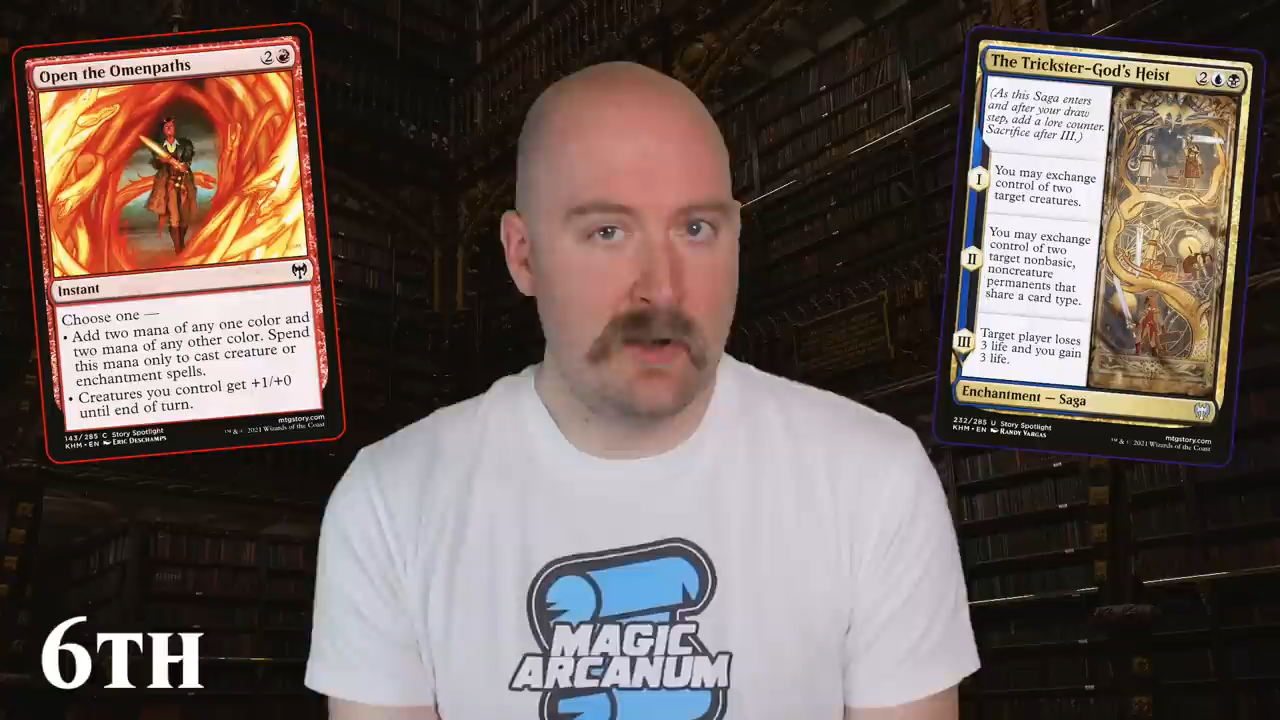 Open the Omenpaths 2
Instant
Choose one —
• Add two mana of any one color and
two mana of any other color. Spend
this mana only to cast creature or
enchantment spells.
• Creatures you control get +1/+0
until end of turn.
143/285 C Story Spotlight
KHM • EN Eric Deschamps
mtgstory.com
™ & © 2021 Wizards of the Coast
The Trickster-God's Heist 2
(As this Saga enters
and after your draw
step, add a lore counter.
Sacrifice after III.)
I
You may exchange
control of two
target creatures.
II
You may exchange
control of two
target nonbasic,
noncreature
permanents that
share a card type.
III
Target player loses
3 life and you gain
3 life.
Enchantment — Saga
232/285 U Story Spotlight
KHM • EN Randy Vargas
mtgstory.com
™ & © 2021 Wizards of the Coast
MAGIC
ARCANUM
6TH